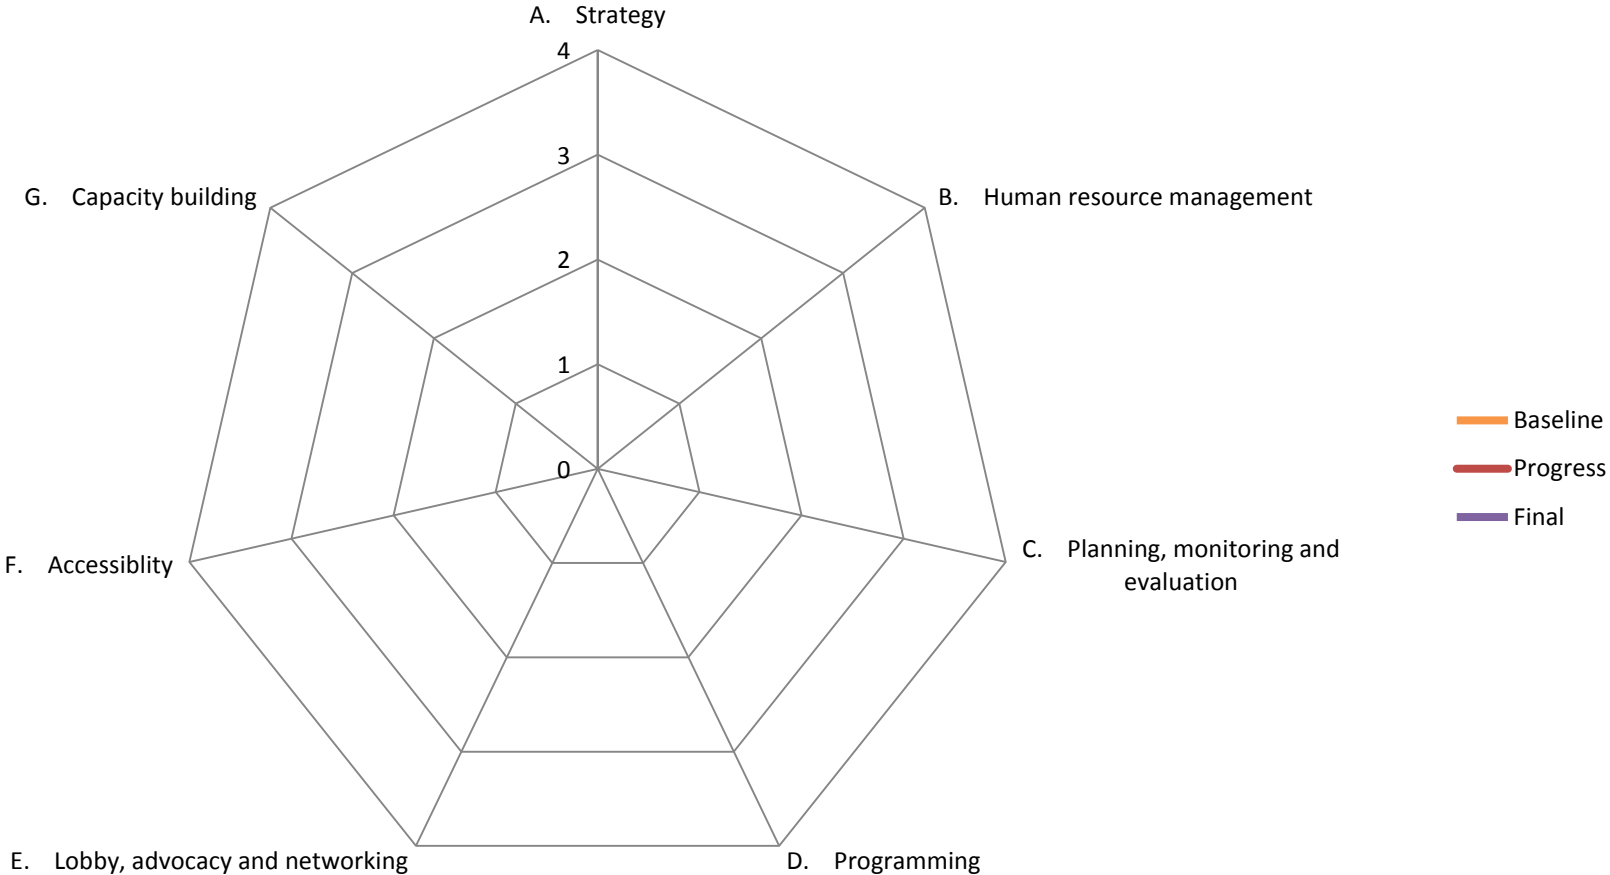 A. Strategy
4
3
2
1
0
G. Capacity building
B. Human resource management
Baseline
Progress
Final
C. Planning, monitoring and
evaluation
F. Accessiblity
E. Lobby, advocacy and networking
D. Programming